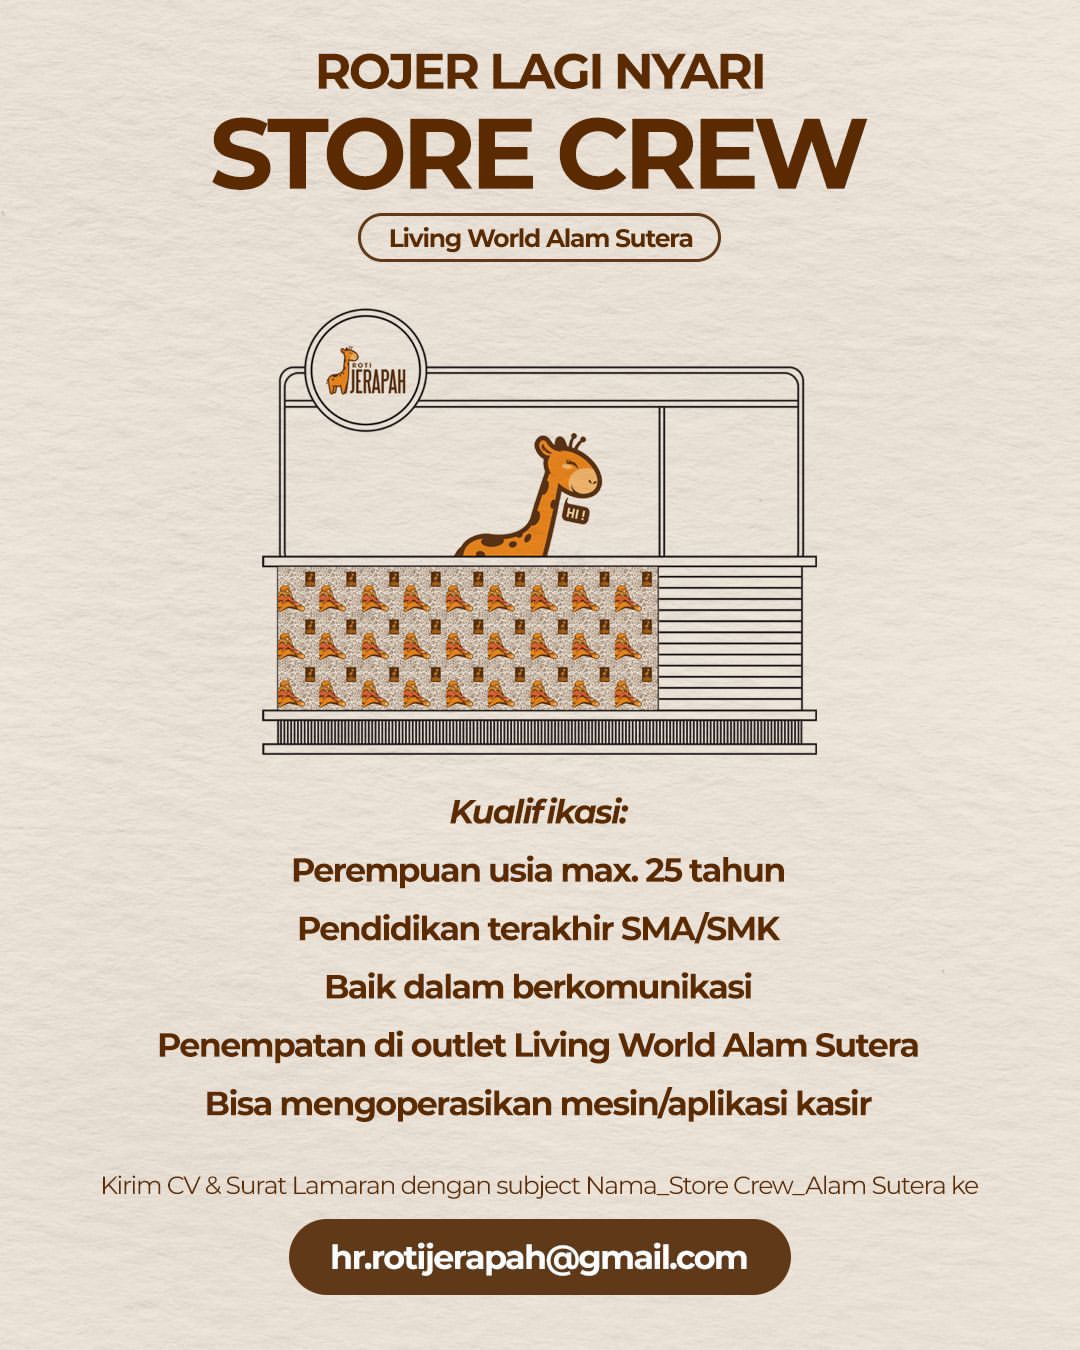 ROJER LAGI NYARI
STORE CREW
Living World Alam Sutera
ROTI
JERAPAH
HI !
Kualifikasi:
Perempuan usia max. 25 tahun
Pendidikan terakhir SMA/SMK
Baik dalam berkomunikasi
Penempatan di outlet Living World Alam Sutera
Bisa mengoperasikan mesin/aplikasi kasir
Kirim CV & Surat Lamaran dengan subject Nama_Store Crew_Alam Sutera ke
hr.rotijerapah@gmail.com